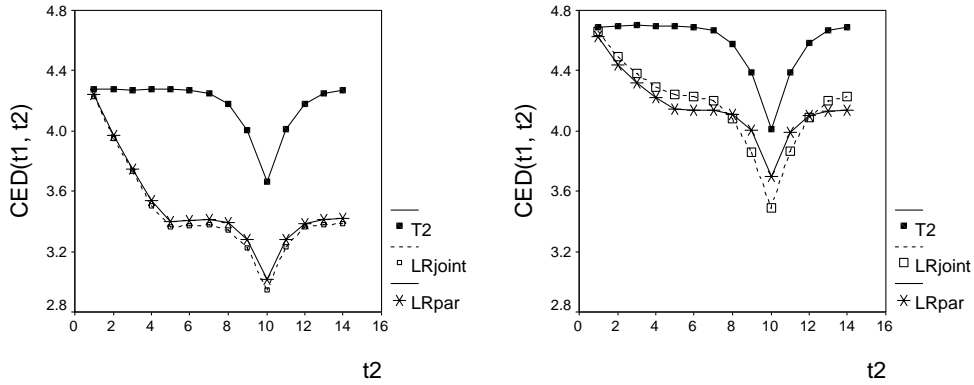 4.8
4.4
4.0
3.6
3.2
2.8
CED(t1, t2)
0 2 4 6 8 10 12 14 16
t2
T2
LRjoint
LRpar
4.8
4.4
4.0
3.6
3.2
2.8
CED(t1, t2)
0 2 4 6 8 10 12 14 16
t2
T2
LRjoint
LRpar